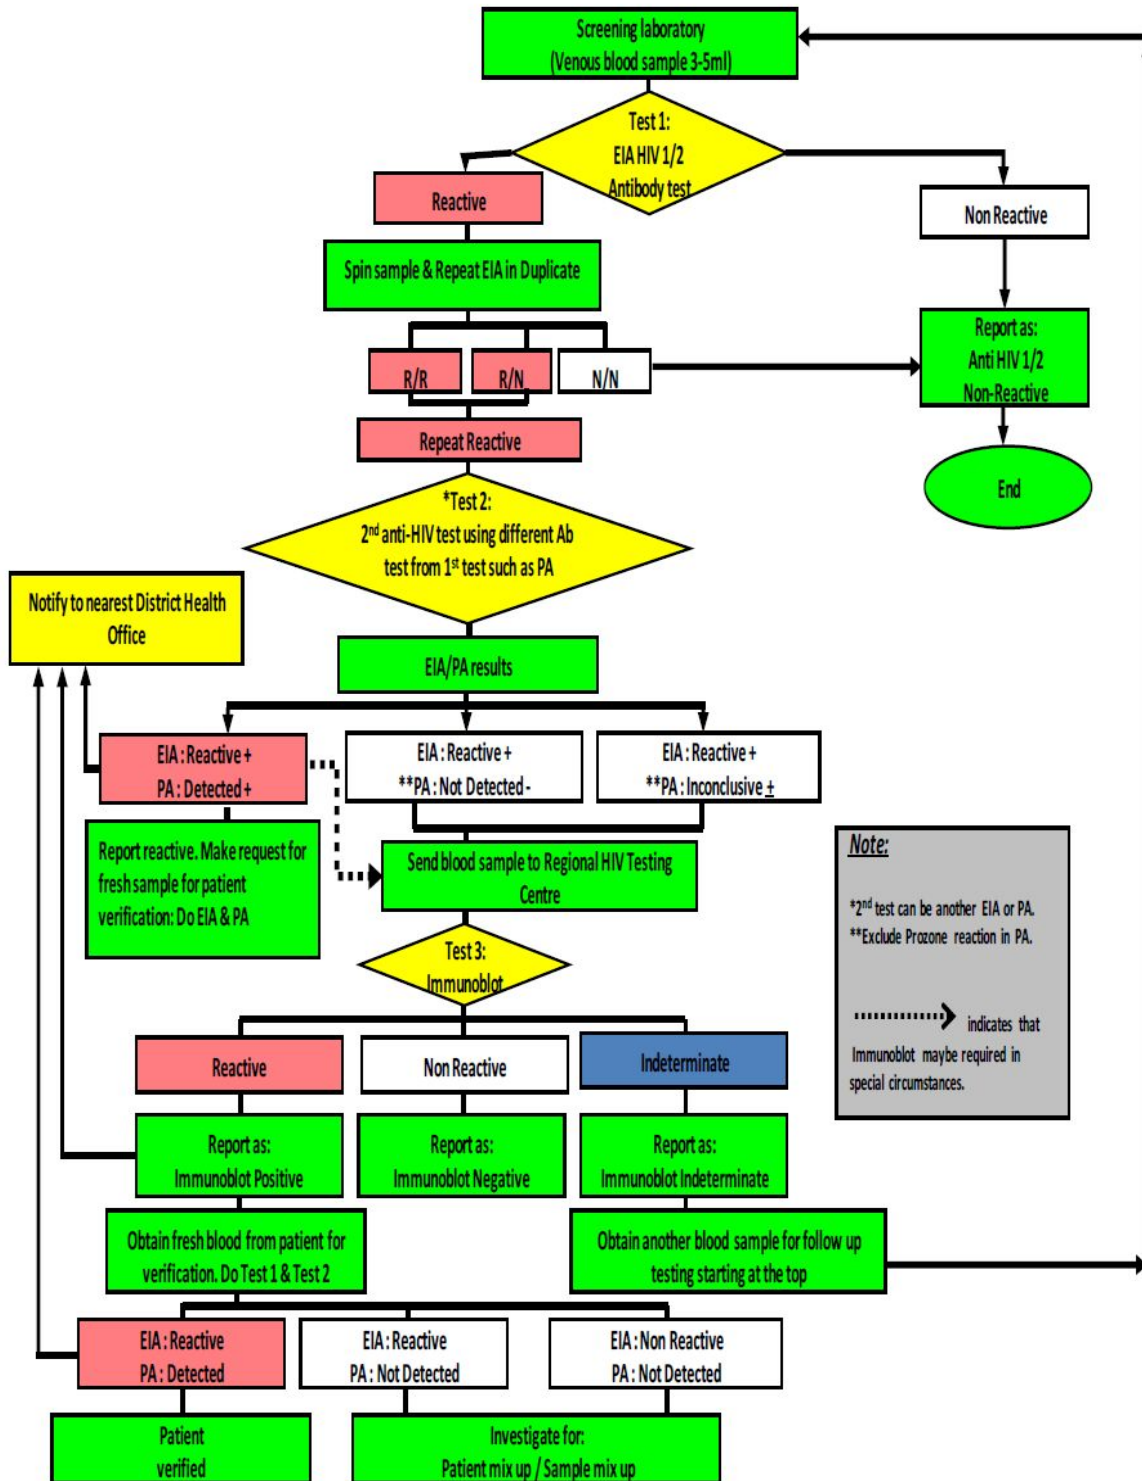 Screening laboratory
(Venous blood sample 3-5ml)
Test 1:
EIA HIV 1/2
Antibody test
Reactive
Non Reactive
Spin sample & Repeat EIA in Duplicate
R/R
R/N
N/N
Report as:
Anti HIV 1/2
Non-Reactive
Repeat Reactive
End
*Test 2:
2nd anti-HIV test using different Ab
test from 1st test such as PA
Notify to nearest District Health
Office
EIA/PA results
EIA : Reactive +
PA : Detected +
EIA : Reactive +
**PA : Not Detected -
EIA : Reactive +
**PA : Inconclusive ±
Report reactive. Make request for
fresh sample for patient
verification: Do EIA & PA
Send blood sample to Regional HIV Testing
Centre
Note:
*2nd test can be another EIA or PA.
**Exclude Prozone reaction in PA.
indicates that
Immunoblot maybe required in
special circumstances.
Test 3:
Immunoblot
Reactive
Non Reactive
Indeterminate
Report as:
Immunoblot Positive
Report as:
Immunoblot Negative
Report as:
Immunoblot Indeterminate
Obtain fresh blood from patient for
verification. Do Test 1 & Test 2
Obtain another blood sample for follow up
testing starting at the top
EIA : Reactive
PA : Detected
EIA : Reactive
PA : Not Detected
EIA : Non Reactive
PA : Not Detected
Patient
verified
Investigate for:
Patient mix up / Sample mix up